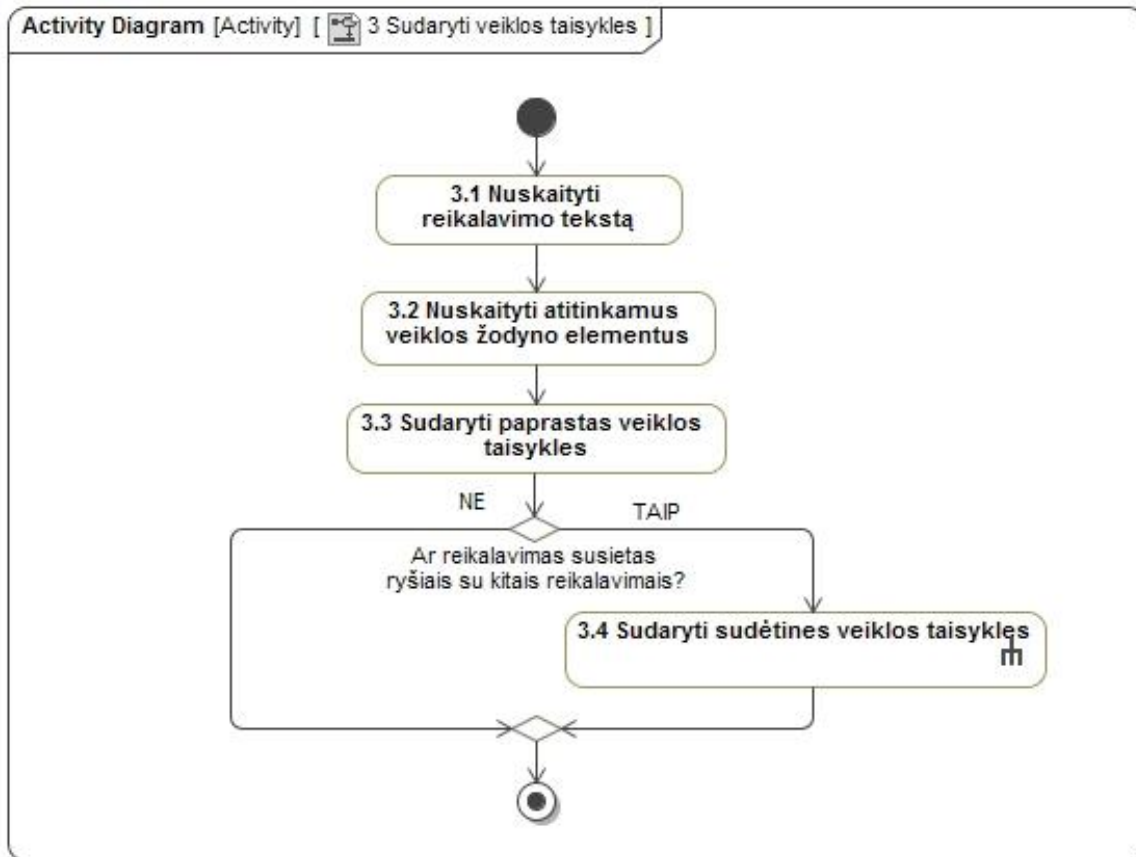 Activity Diagram [Activity] [ 3 Sudaryti veiklos taisykles ]
3.1 Nuskaityti
reikalavimo tekstą
3.2 Nuskaityti atitinkamus
veiklos žodyno elementus
3.3 Sudaryti paprastas veiklos
taisykles
NE
TAIP
Ar reikalavimas susietas
ryšiais su kitais reikalavimais?
3.4 Sudaryti sudėtines veiklos taisykles